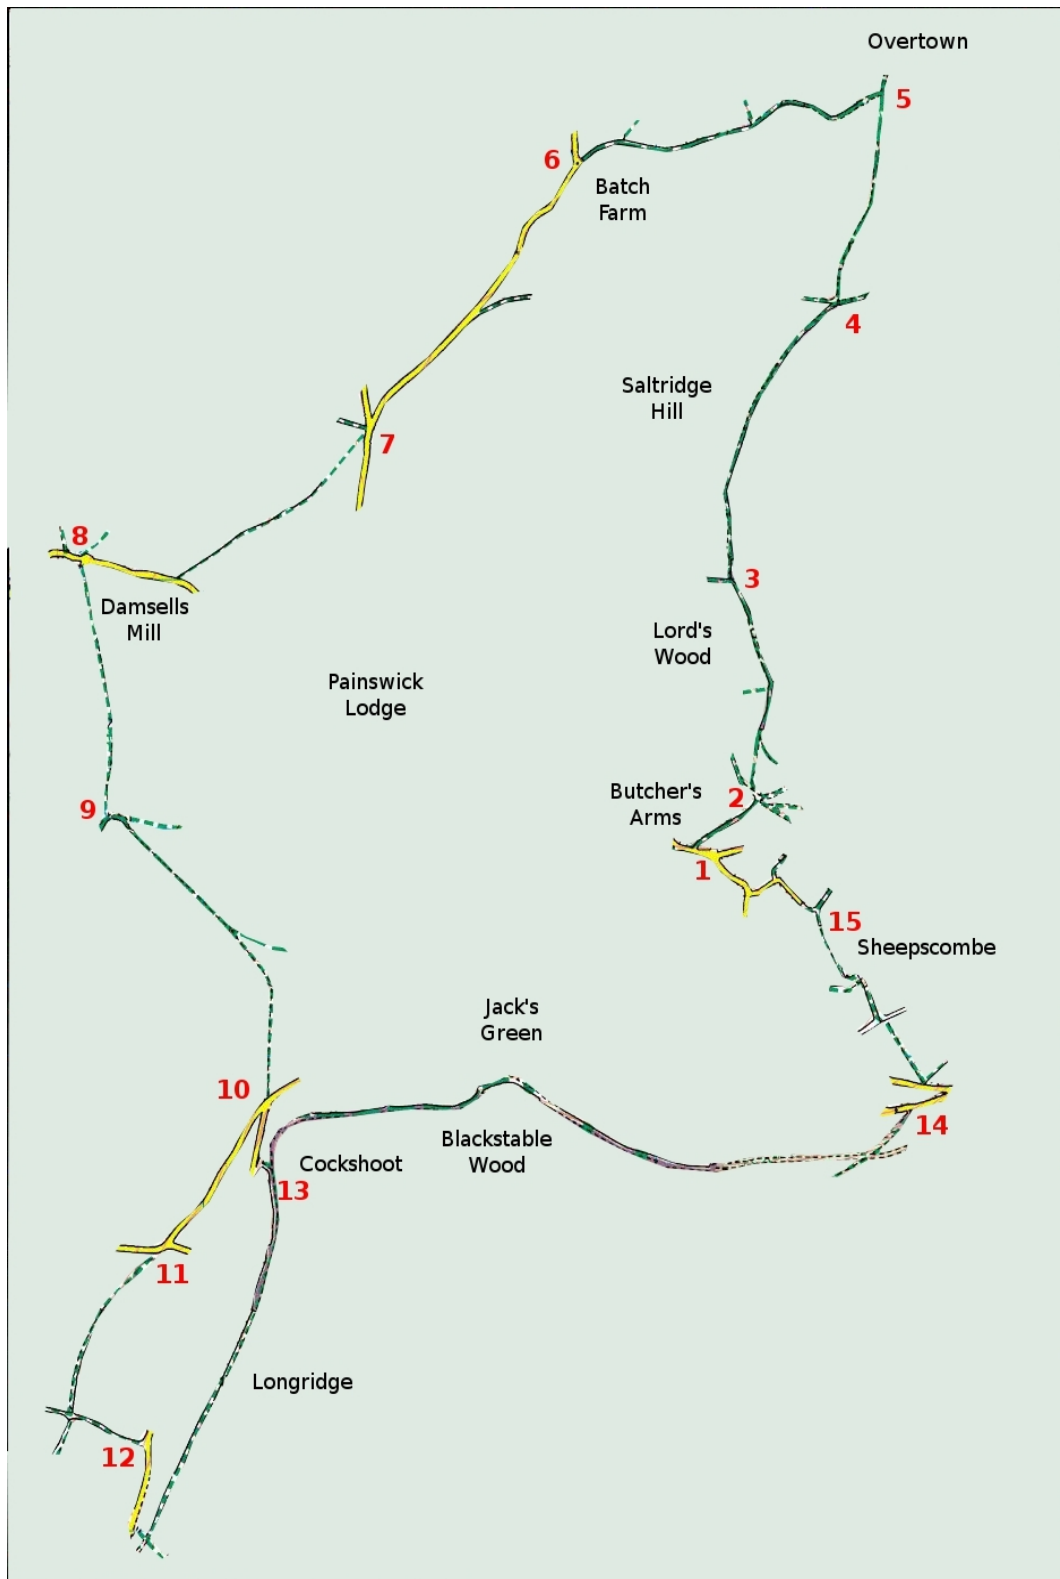 Overtown
5
6
Batch
Farm
4
Saltridge
Hill
7
8
3
Damsells
Mill
Lord's
Wood
Painswick
Lodge
Butcher's
Arms
2
9
1
15
Sheepscombe
Jack's
Green
10
14
Blackstable
Wood
Cockshoot
13
11
Longridge
12